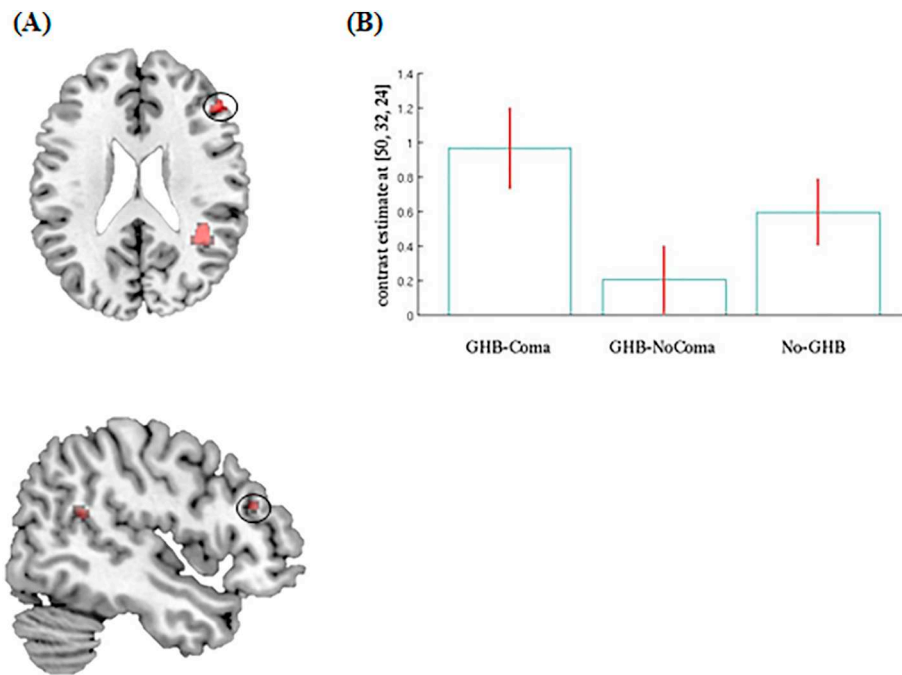 (A)
(B)
contrast estimate at [50, 32, 24]
1.4
1.2
1
0.8
0.6
0.4
0.2
0
GHB-Coma GHB-NoComa No-GHB